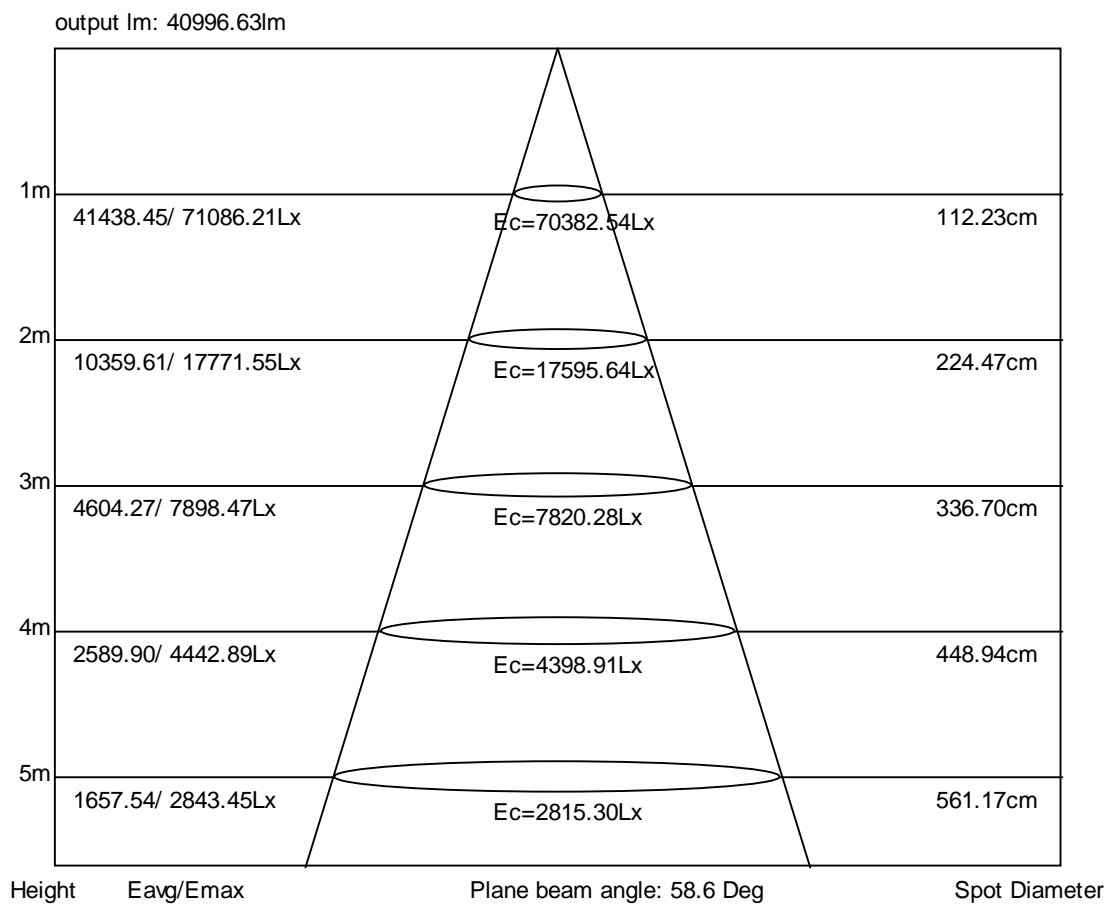 output lm: 40996.63lm
1m
41438.45/ 71086.21Lx
Ec=70382.54Lx
112.23cm
2m
10359.61/ 17771.55Lx
Ec=17595.64Lx
224.47cm
3m
4604.27/ 7898.47Lx
Ec=7820.28Lx
336.70cm
4m
2589.90/ 4442.89Lx
Ec=4398.91Lx
448.94cm
5m
1657.54/ 2843.45Lx
Ec=2815.30Lx
561.17cm
Height Eavg/Emax Plane beam angle: 58.6 Deg Spot Diameter